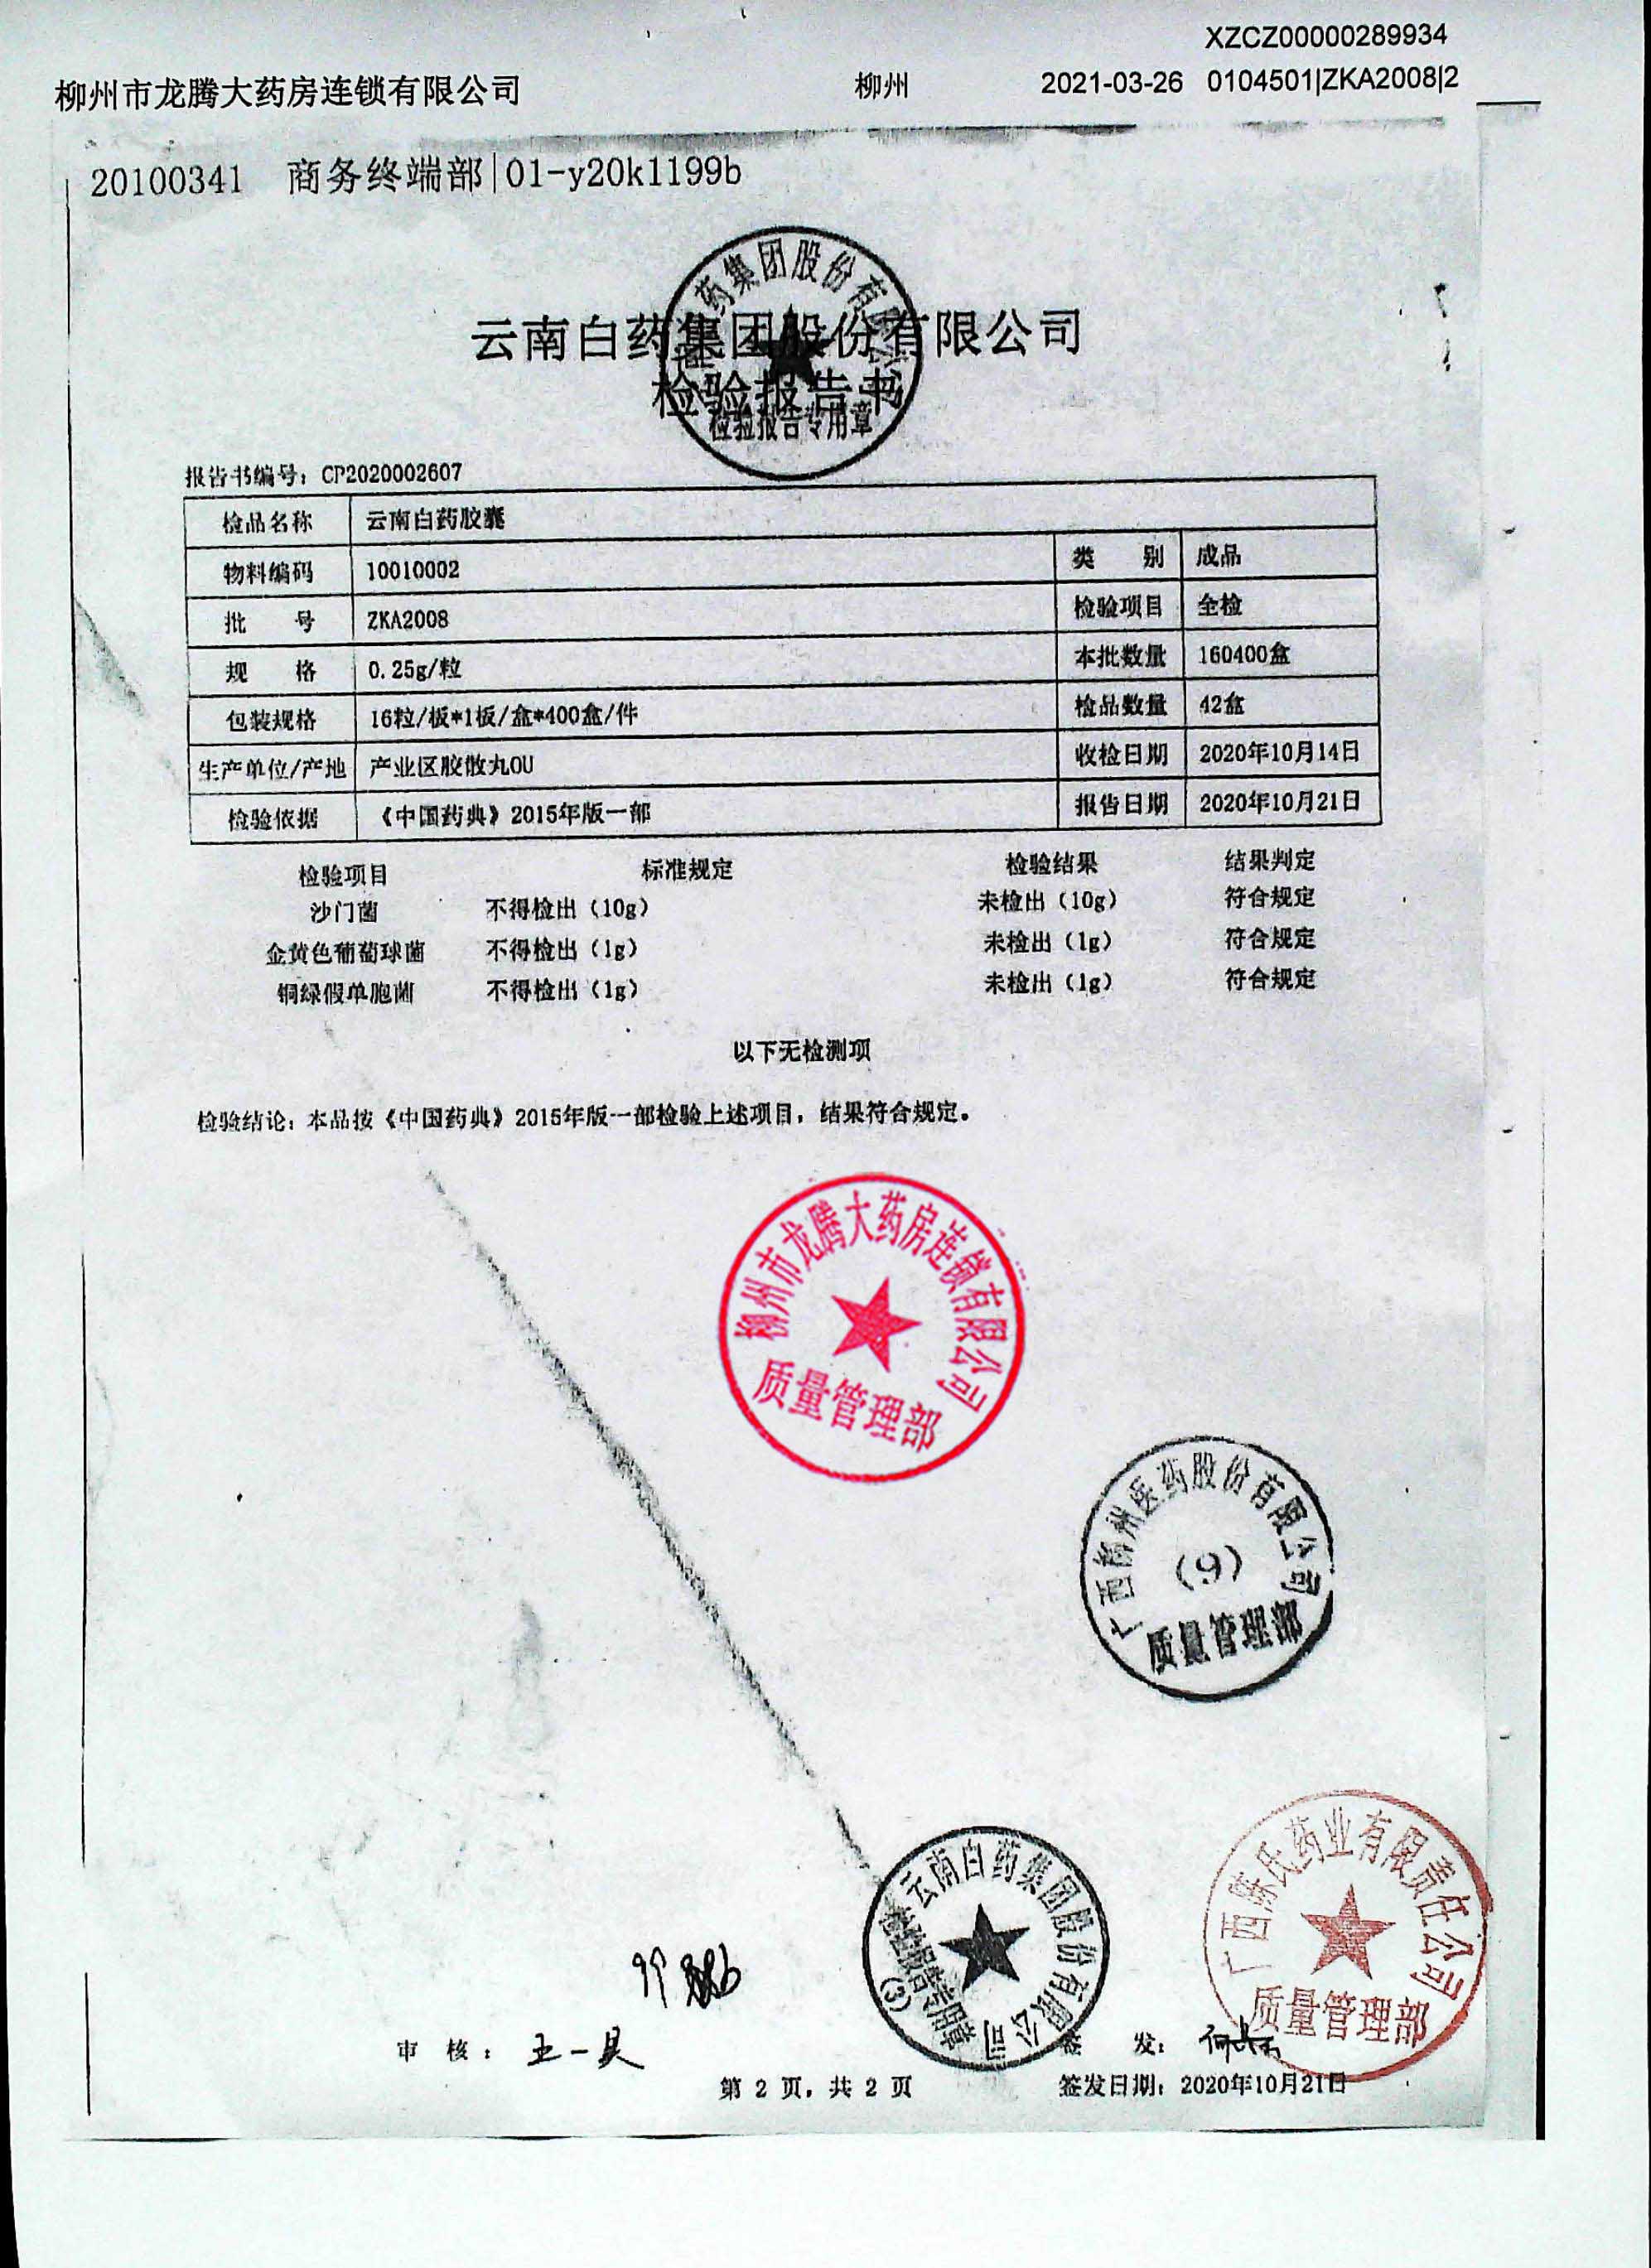 XZCZ00000289934
柳州市龙腾大药房连锁有限公司 柳州 2021-03-26 0104501|ZKA2008|2
20100341 商务终端部|01-y20k1199b
药集团股份有
云南白药集团股份有限公司
检验报告书
检验报告专用章
报告书编号：CP2020002607
检品名称 云南白药胶囊
物料编码 10010002 类 别 成品
批 号 ZKA2008 检验项目 全检
规 格 0.25g/粒 本批数量 160400盒
包装规格 16粒/板*1板/盒*400盒/件 检品数量 42盒
生产单位/产地 产业区胶散丸OU 收检日期 2020年10月14日
检验依据 《中国药典》2015年版一部 报告日期 2020年10月21日
检验项目 标准规定 检验结果 结果判定
沙门菌 不得检出（10g） 未检出（10g） 符合规定
金黄色葡萄球菌 不得检出（1g） 未检出（1g） 符合规定
铜绿假单胞菌 不得检出（1g） 未检出（1g） 符合规定
以下无检测项
检验结论：本品按《中国药典》2015年版一部检验上述项目，结果符合规定。
柳州市龙腾大药房连锁有限公司
质量管理部
广西柳州医药股份有限公司
(9)
质量管理部
云南白药集团股份有限公司
检验报告专用章
(3)
广西陈氏药业有限责任公司
质量管理部
审 核： 签 发：
第 2 页，共 2 页 签发日期：2020年10月21日